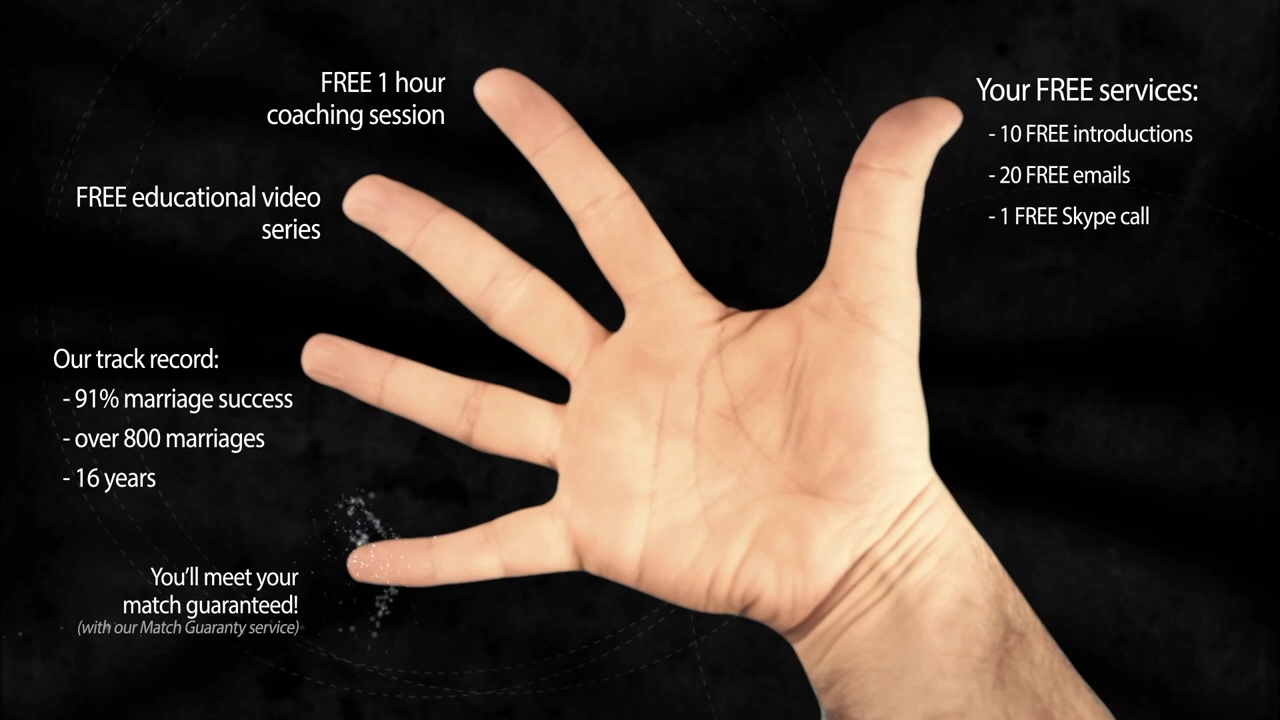 FREE 1 hour
coaching session
FREE educational video
series
Our track record:
- 91% marriage success
- over 800 marriages
- 16 years
You'll meet your
match guaranteed!
(with our Match Guaranty service)
Your FREE services:
- 10 FREE introductions
- 20 FREE emails
- 1 FREE Skype call